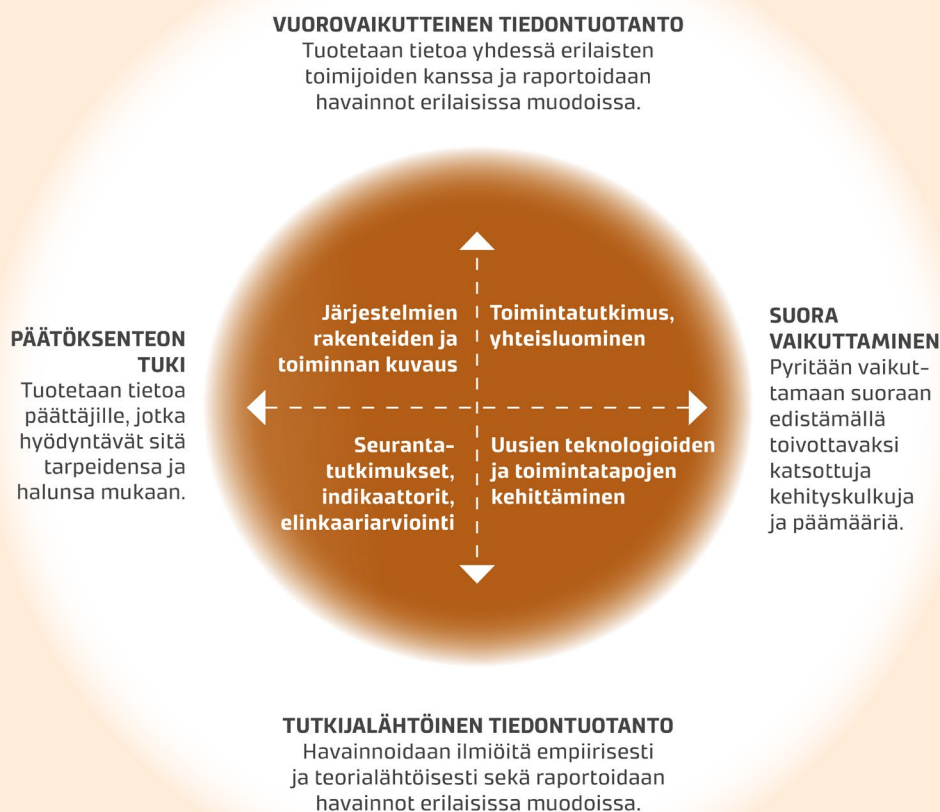 VUOROVAIKUTTEINEN TIEDONTUOTANTO
Tuotetaan tietoa yhdessä erilaisten
toimijoiden kanssa ja raportoidaan
havainnot erilaisissa muodoissa.
PÄÄTÖKSENTEON
TUKI
Tuotetaan tietoa
päättäjille, jotka
hyödyntävät sitä
tarpeidensa ja
halunsa mukaan.
Järjestelmien
rakenteiden ja
toiminnan kuvaus
Toimintatutkimus,
yhteisluominen
Seuranta-
tutkimukset,
indikaattorit,
elinkaariarviointi
Uusien teknologioiden
ja toimintatapojen
kehittäminen
SUORA
VAIKUTTAMINEN
Pyritään vaikut-
tamaan suoraan
edistämällä
toivottavaksi
katsottuja
kehityskulkuja
ja päämääriä.
TUTKIJALÄHTÖINEN TIEDONTUOTANTO
Havainnoidaan ilmiöitä empiirisesti
ja teorialähtöisesti sekä raportoidaan
havainnot erilaisissa muodoissa.